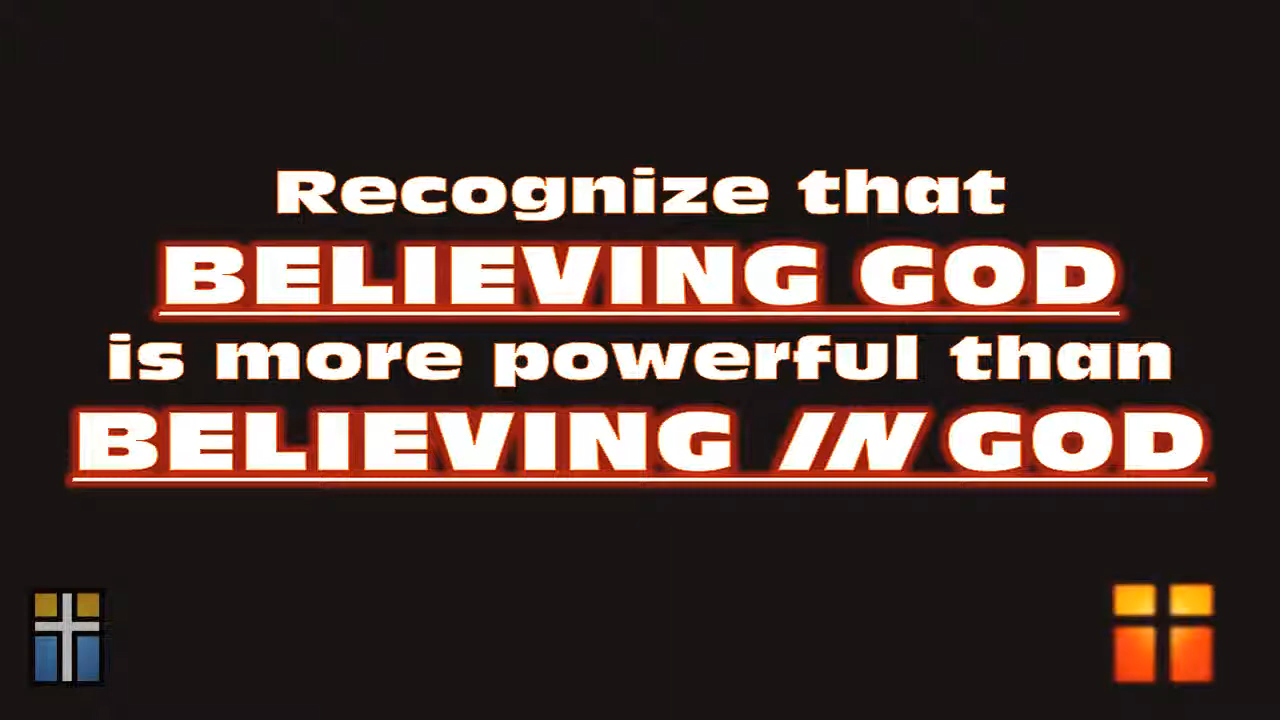 Recognize that
BELIEVING GOD
is more powerful than
BELIEVING IN GOD